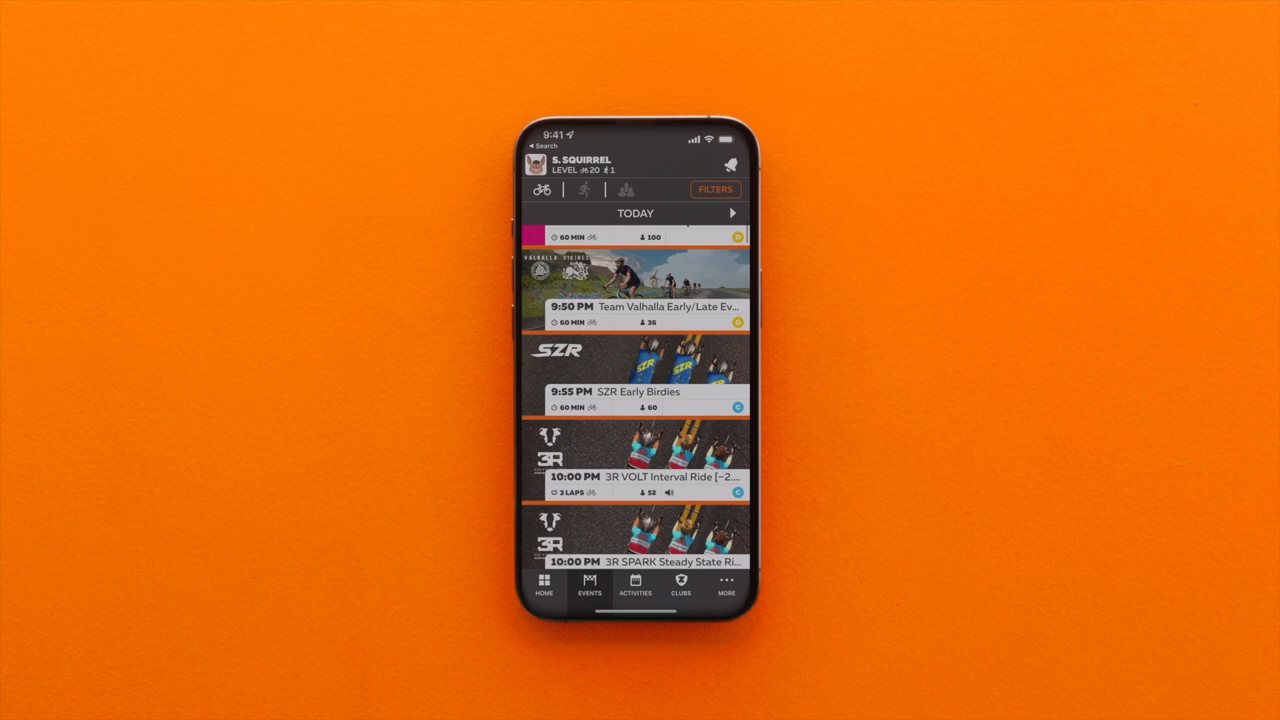 9:41
Search
S. SQUIRREL
LEVEL 20 1
FILTERS
TODAY
60 MIN 100 D
VALHALLA VIKINGS
9:50 PM Team Valhalla Early/Late Ev...
60 MIN 36 D
SZR
SZR SZR
9:55 PM SZR Early Birdies
60 MIN 60 C
3R
10:00 PM 3R VOLT Interval Ride [~2....
3 LAPS 52 C
3R
10:00 PM 3R SPARK Steady State Ri...
HOME EVENTS ACTIVITIES CLUBS MORE